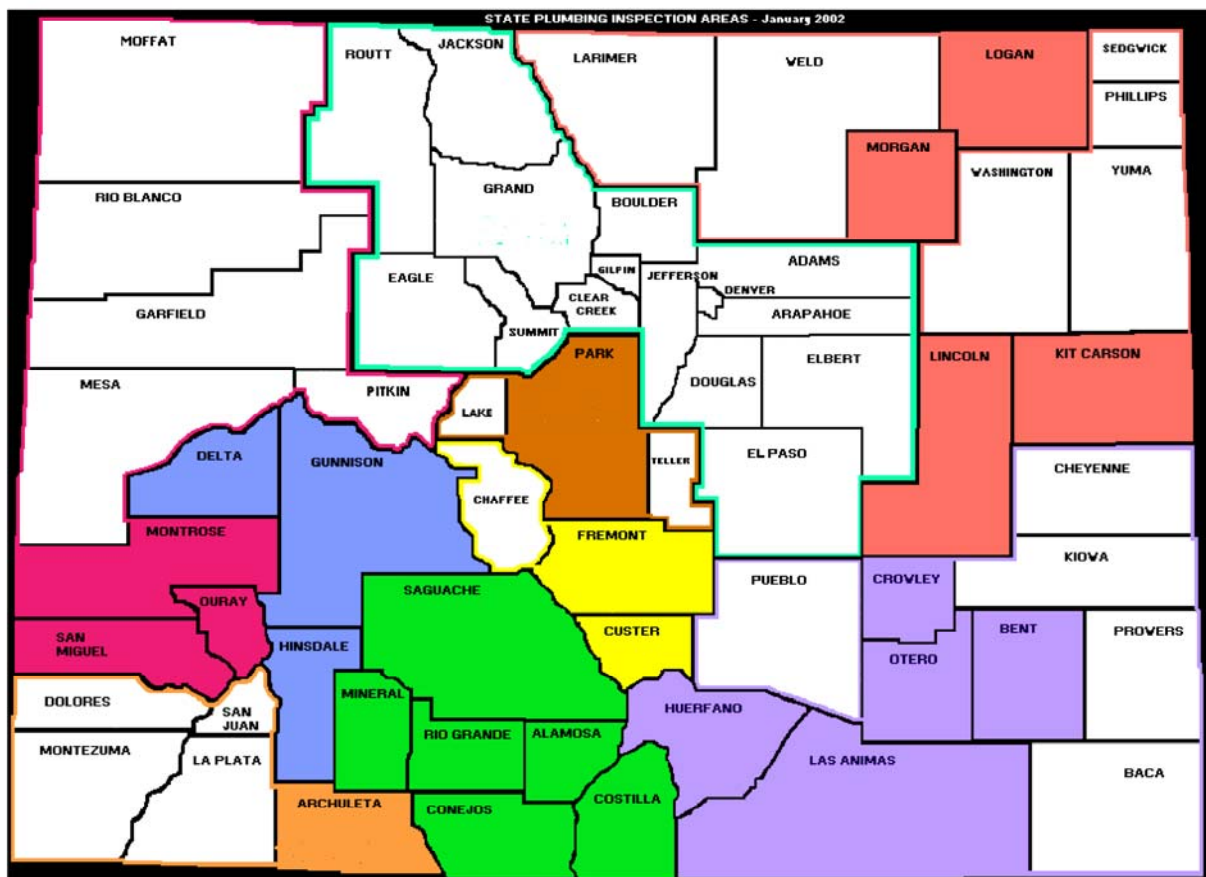 STATE PLUMBING INSPECTION AREAS - January 2002
MOFFAT
ROUTT
JACKSON
LARIMER
WELD
LOGAN
SEDGWICK
PHILLIPS
MORGAN
WASHINGTON
YUMA
RIO BLANCO
GRAND
BOULDER
EAGLE
GILPIN
JEFFERSON
ADAMS
DENVER
CLEAR
CREEK
ARAPAHOE
GARFIELD
SUMMIT
PARK
ELBERT
LINCOLN
KIT CARSON
MESA
PITKIN
DOUGLAS
LAKE
DELTA
GUNNISON
TELLER
EL PASO
CHEYENNE
CHAFFEE
MONTROSE
FREMONT
KIOWA
OURAY
SAGUACHE
PUEBLO
CROWLEY
SAN
MIGUEL
HINSDALE
CUSTER
OTERO
BENT
PROWERS
DOLORES
SAN
JUAN
MINERAL
RIO GRANDE
ALAMOSA
HUERFANO
MONTEZUMA
LA PLATA
LAS ANIMAS
BACA
ARCHULETA
CONEJOS
COSTILLA